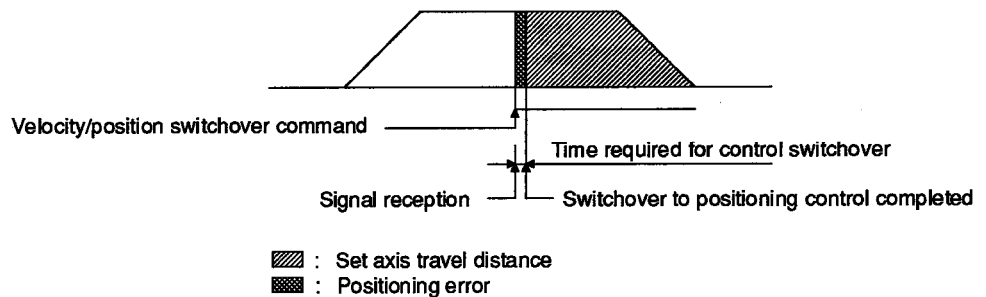 Velocity/position switchover command
Time required for control switchover
Signal reception
Switchover to positioning control completed
: Set axis travel distance
: Positioning error